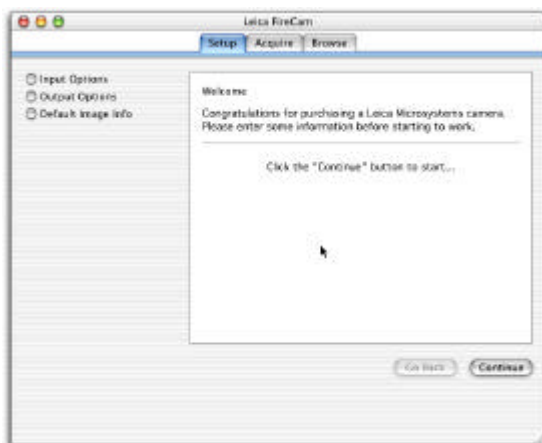 Leica FireCam
Setup Acquire Browse
Input Options
Output Options
Default Image Info
Welcome
Congratulations for purchasing a Leica Microsystems camera.
Please enter some information before starting to work.
Click the "Continue" button to start...
Go Back Continue